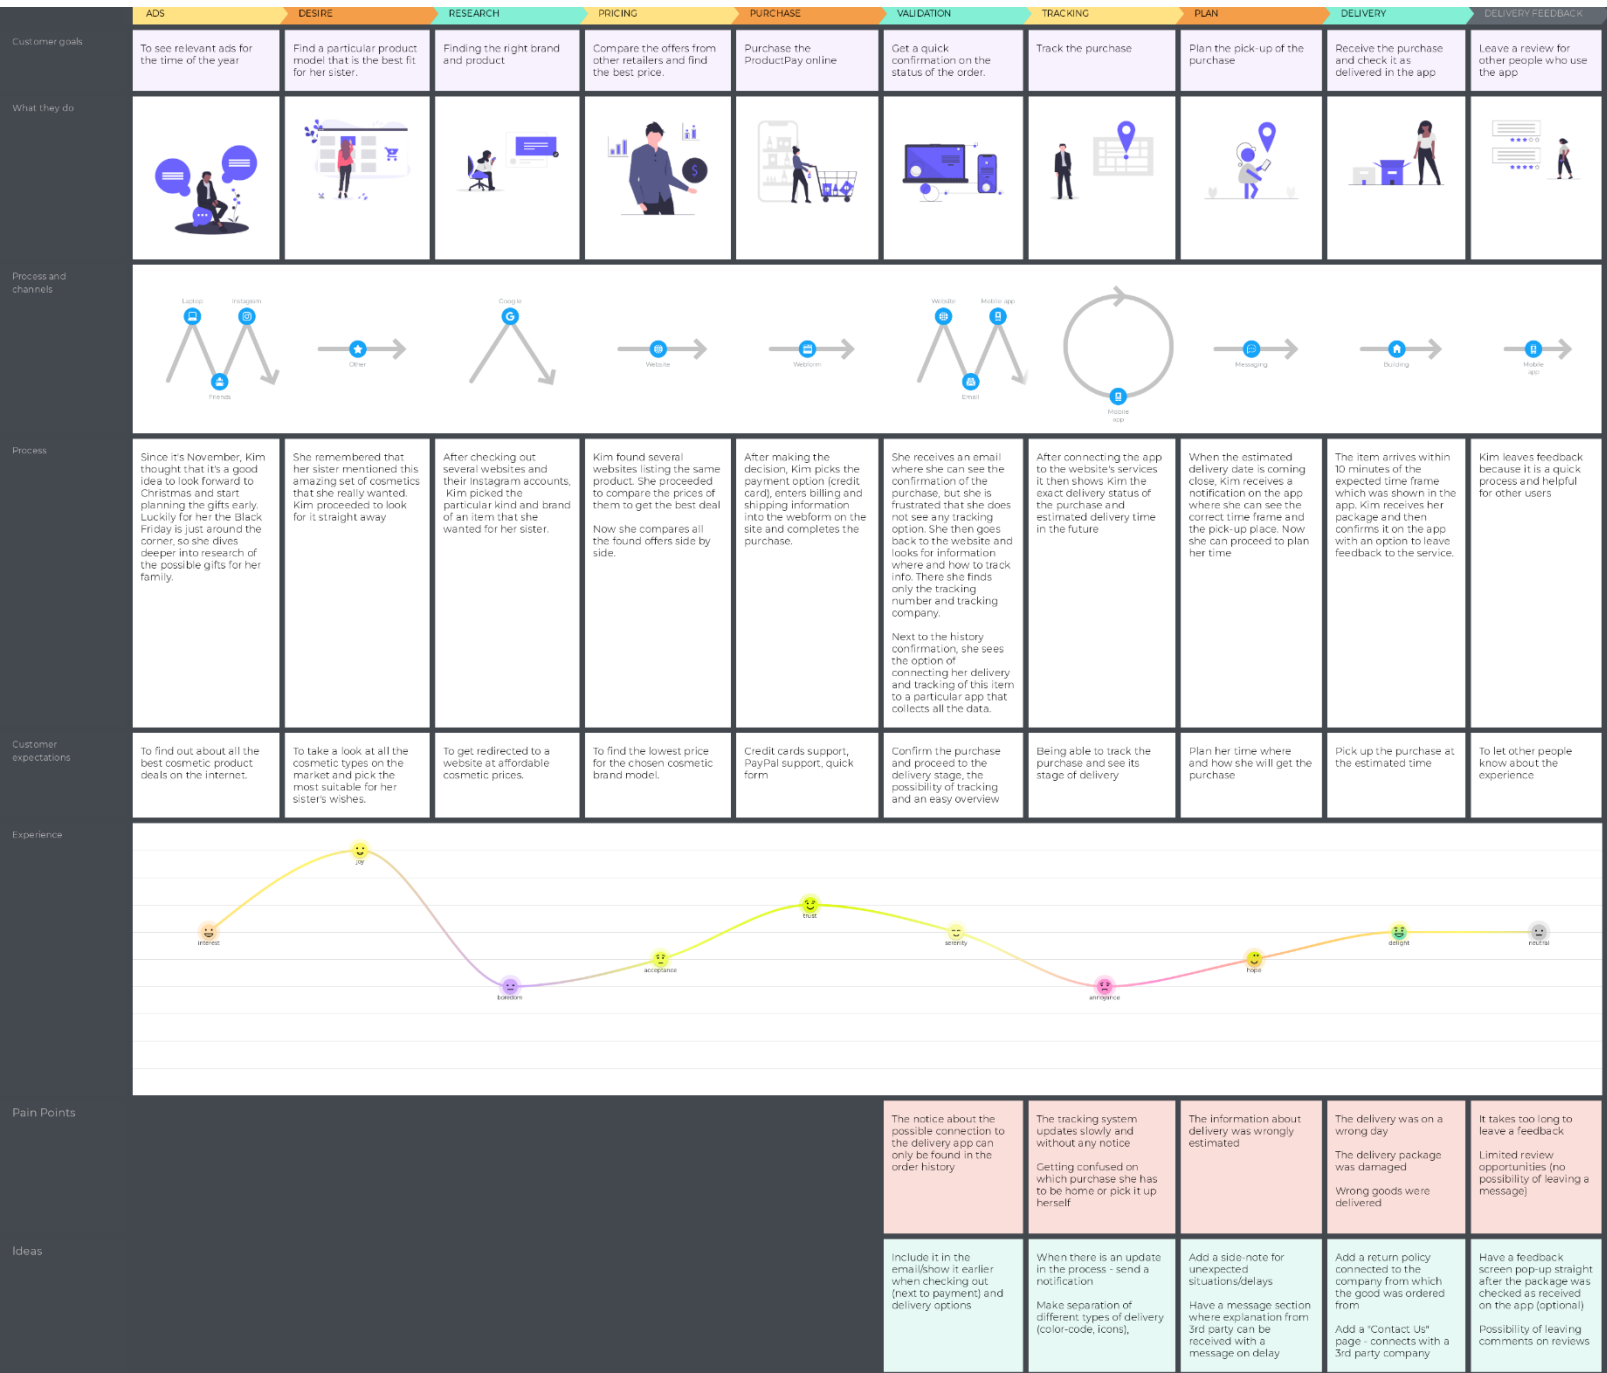 ADS
DESIRE
RESEARCH
PRICING
PURCHASE
VALIDATION
TRACKING
PLAN
DELIVERY
DELIVERY FEEDBACK
Customer goals
To see relevant ads for
the time of the year
Find a particular product
model that is the best fit
for her sister.
Finding the right brand
and product
Compare the offers from
other retailers and find
the best price.
Purchase the
ProductPay online
Get a quick
confirmation on the
status of the order.
Track the purchase
Plan the pick-up of the
purchase
Receive the purchase
and check it as
delivered in the app
Leave a review for
other people who use
the app
What they do
Process and
channels
Laptop
Instagram
Friends
Other
Google
Website
Webform
Website
Mobile app
Email
Mobile
app
Messaging
Building
Mobile
app
Process
Since it's November, Kim
thought that it's a good
idea to look forward to
Christmas and start
planning the gifts early.
Luckily for her the Black
Friday is just around the
corner, so she dives
deeper into research of
the possible gifts for her
family.
She remembered that
her sister mentioned this
amazing set of cosmetics
that she really wanted.
Kim proceeded to look
for it straight away
After checking out
several websites and
their Instagram accounts,
Kim picked the
particular kind and brand
of an item that she
wanted for her sister.
Kim found several
websites listing the same
product. She proceeded
to compare the prices of
them to get the best deal
Now she compares all
the found offers side by
side.
After making the
decision, Kim picks the
payment option (credit
card), enters billing and
shipping information
into the webform on the
site and completes the
purchase.
She receives an email
where she can see the
confirmation of the
purchase, but she is
frustrated that she does
not see any tracking
option. She then goes
back to the website and
looks for information
where and how to track
info. There she finds
only the tracking
number and tracking
company.
Next to the history
confirmation, she sees
the option of
connecting her delivery
and tracking of this item
to a particular app that
collects all the data.
After connecting the app
to the website's services
it then shows Kim the
exact delivery status of
the purchase and
estimated delivery time
in the future
When the estimated
delivery date is coming
close, Kim receives a
notification on the app
where she can see the
correct time frame and
the pick-up place. Now
she can proceed to plan
her time
The item arrives within
10 minutes of the
expected time frame
which was shown in the
app. Kim receives her
package and then
confirms it on the app
with an option to leave
feedback to the service.
Kim leaves feedback
because it is a quick
process and helpful
for other users
Customer
expectations
To find out about all the
best cosmetic product
deals on the internet.
To take a look at all the
cosmetic types on the
market and pick the
most suitable for her
sister's wishes.
To get redirected to a
website at affordable
cosmetic prices.
To find the lowest price
for the chosen cosmetic
brand model.
Credit cards support,
PayPal support, quick
form
Confirm the purchase
and proceed to the
delivery stage, the
possibility of tracking
and an easy overview
Being able to track the
purchase and see its
stage of delivery
Plan her time where
and how she will get the
purchase
Pick up the purchase at
the estimated time
To let other people
know about the
experience
Experience
interest
joy
boredom
acceptance
trust
serenity
annoyance
hope
delight
neutral
Pain Points
The notice about the
possible connection to
the delivery app can
only be found in the
order history
The tracking system
updates slowly and
without any notice
Getting confused on
which purchase she has
to be home or pick it up
herself
The information about
delivery was wrongly
estimated
The delivery was on a
wrong day
The delivery package
was damaged
Wrong goods were
delivered
It takes too long to
leave a feedback
Limited review
opportunities (no
possibility of leaving a
message)
Ideas
Include it in the
email/show it earlier
when checking out
(next to payment) and
delivery options
When there is an update
in the process - send a
notification
Make separation of
different types of delivery
(color-code, icons),
Add a side-note for
unexpected
situations/delays
Have a message section
where explanation from
3rd party can be
received with a
message on delay
Add a return policy
connected to the
company from which
the good was ordered
from
Add a "Contact Us"
page - connects with a
3rd party company
Have a feedback
screen pop-up straight
after the package was
checked as received
on the app (optional)
Possibility of leaving
comments on reviews